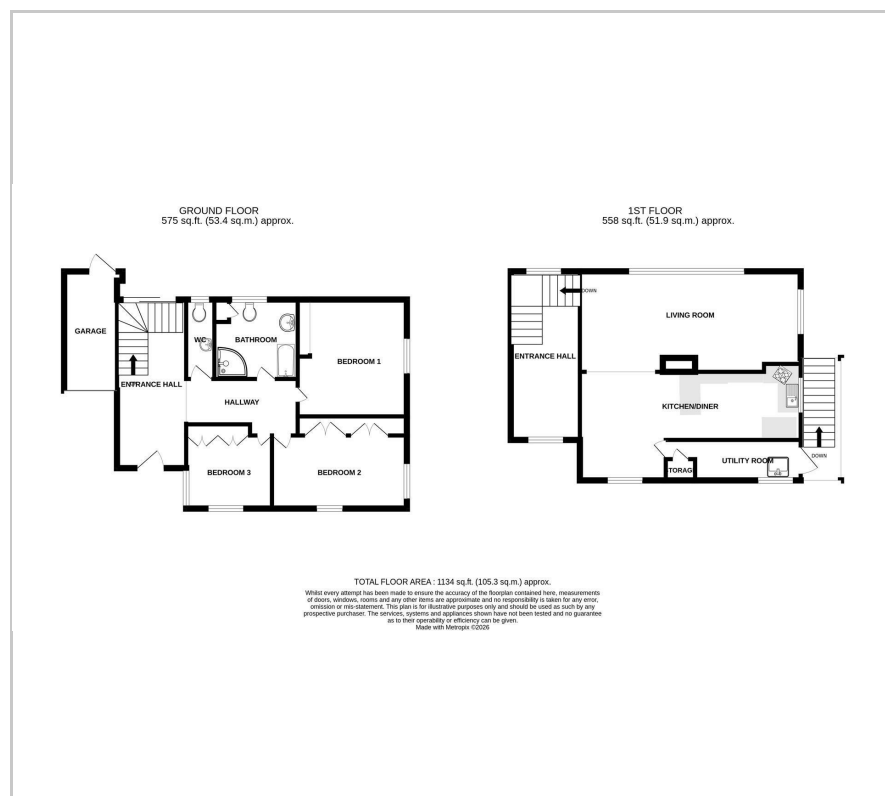 GROUND FLOOR
575 sq.ft. (53.4 sq.m.) approx.
1ST FLOOR
558 sq.ft. (51.9 sq.m.) approx.
GARAGE
WC
BATHROOM
BEDROOM 1
ENTRANCE HALL
HALLWAY
BEDROOM 3
BEDROOM 2
DOWN
LIVING ROOM
ENTRANCE HALL
KITCHEN/DINER
UTILITY ROOM
TORAG
DOWN
TOTAL FLOOR AREA : 1134 sq.ft. (105.3 sq.m.) approx.
Whilst every attempt has been made to ensure the accuracy of the floorplan contained here, measurements
of doors, windows, rooms and any other items are approximate and no responsibility is taken for any error,
omission or mis-statement. This plan is for illustrative purposes only and should be used as such by any
prospective purchaser. The services, systems and appliances shown have not been tested and no guarantee
as to their operability or efficiency can be given.
Made with Metropix ©2026